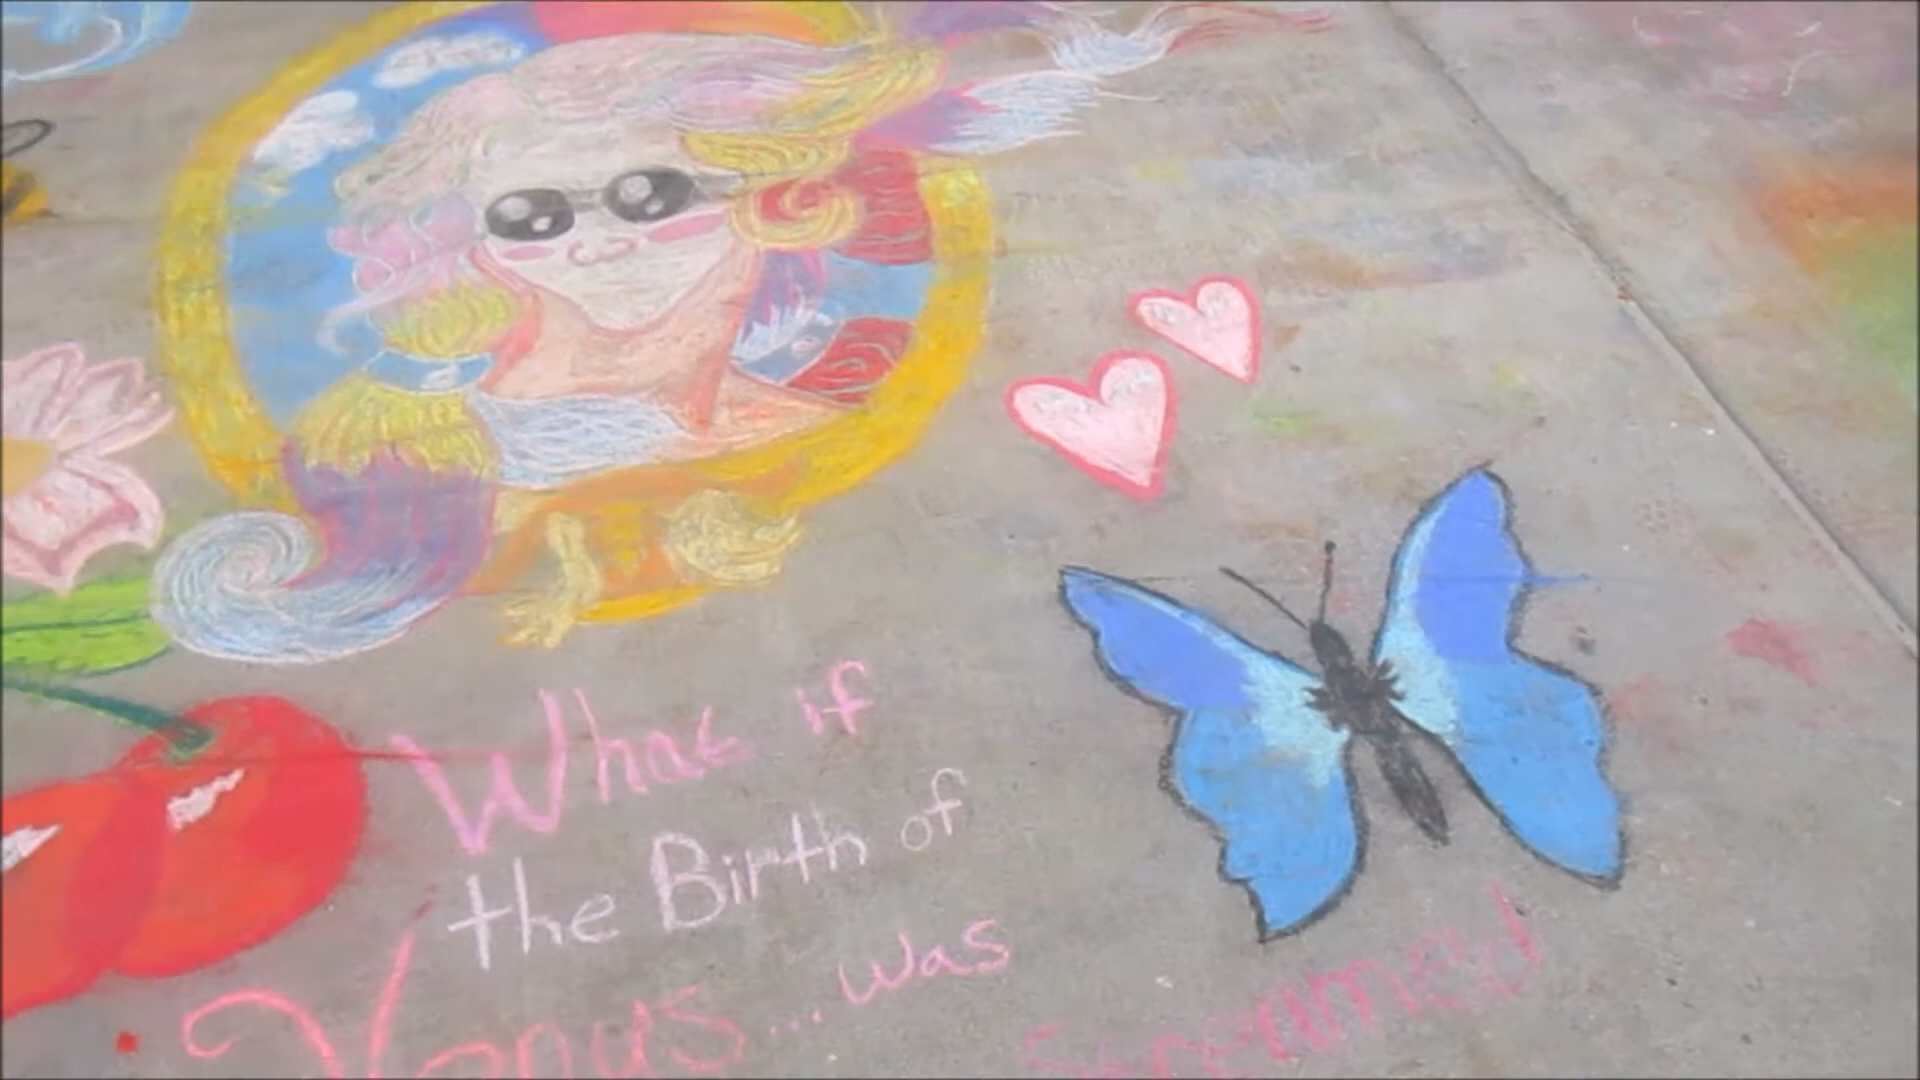 What if
the Birth of
Venus... was